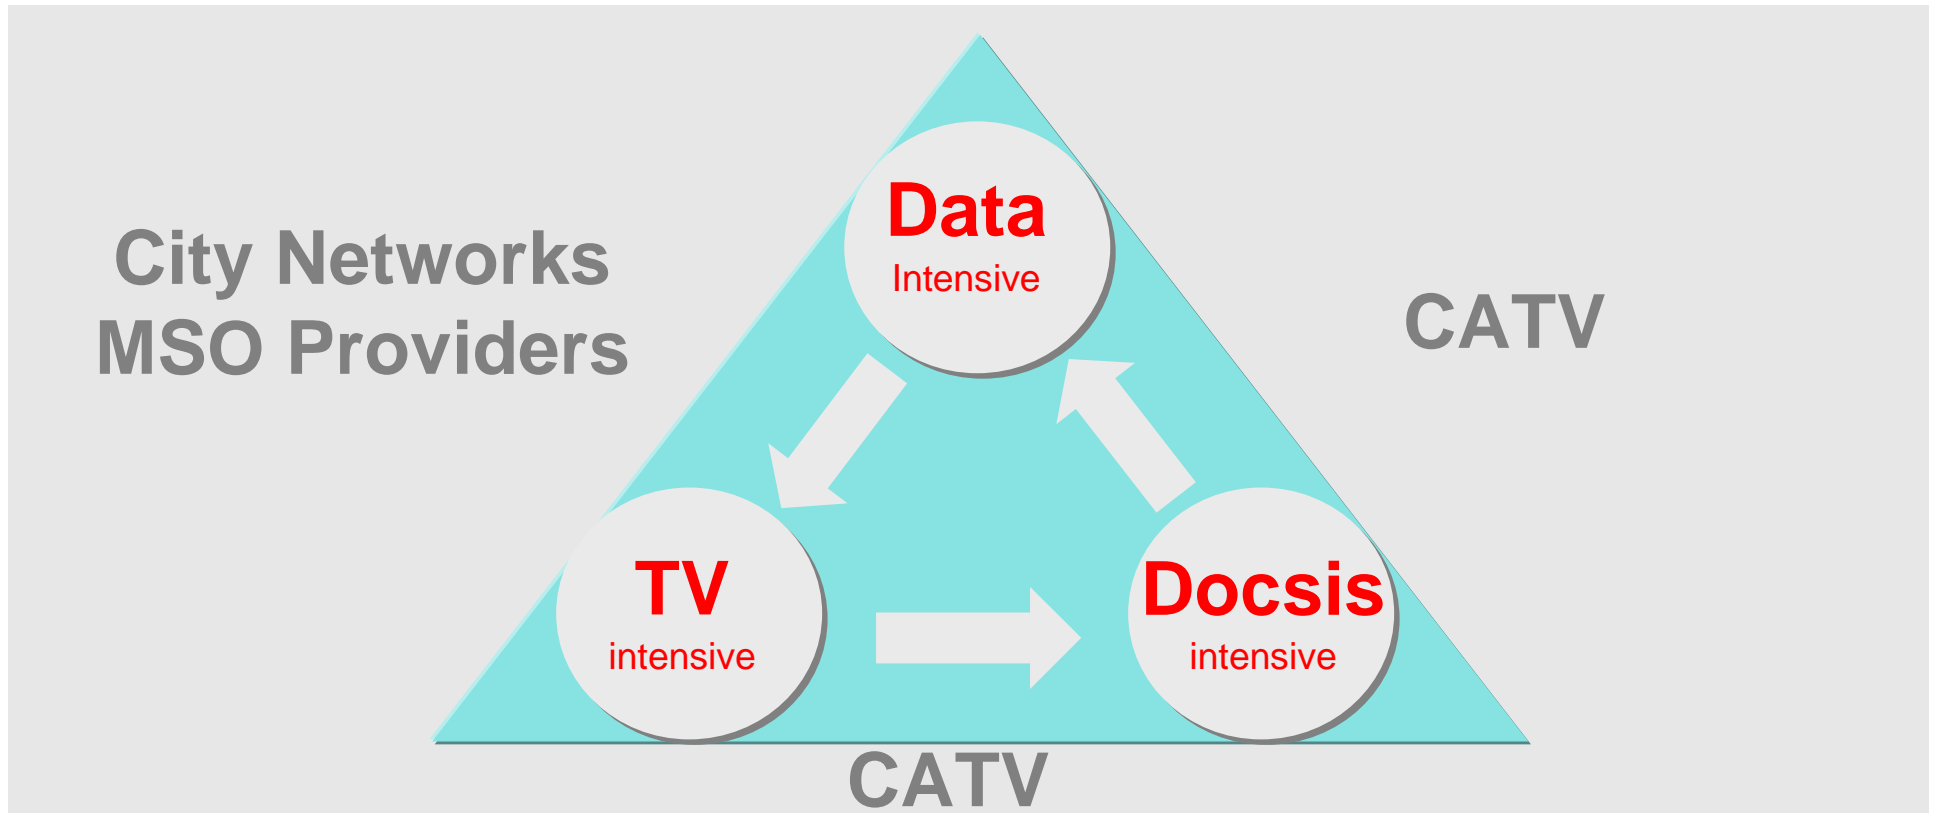 Data
Intensive
City Networks
MSO Providers
CATV
TV
intensive
Docsis
intensive
CATV